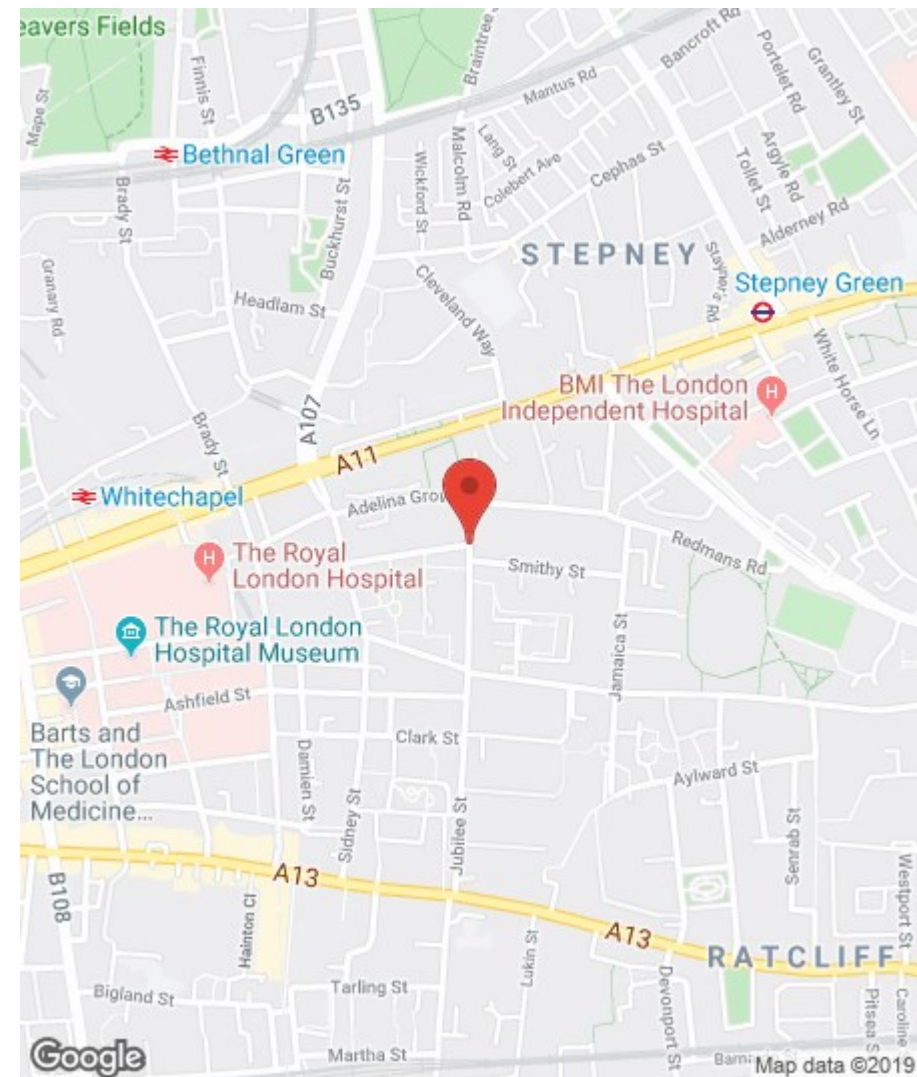 eavers Fields
Finnis St
Mape St
B135
Braintree S
Bancroft Rd
Portelet Rd
Grantley St
Mantus Rd
Bethnal Green
Brady St
Buckhurst St
Wickford St
Malcolm Rd
Lang St
Colebert Ave
Cephas St
Argyle Rd
Tollet St
Alderney Rd
STEPNEY
Stayner's Rd
Granary Rd
Headlam St
Cleveland Way
Stepney Green
White Horse Ln
BMI The London
Independent Hospital
Brady St
A107
A11
Whitechapel
Adelina Grov
Redmans Rd
Smithy St
The Royal
London Hospital
The Royal London
Hospital Museum
Jamaica St
Ashfield St
Barts and
The London
School of
Medicine...
Clark St
Damien St
Sidney St
Jubilee St
Aylward St
Senrab St
Westport St
A13
B108
Hainton Cl
A13
Lukin St
RATCLIFF
Devonport St
Bigland St
Tarling St
Pitsea S
Caroline
Martha St
Google
Map data ©2019